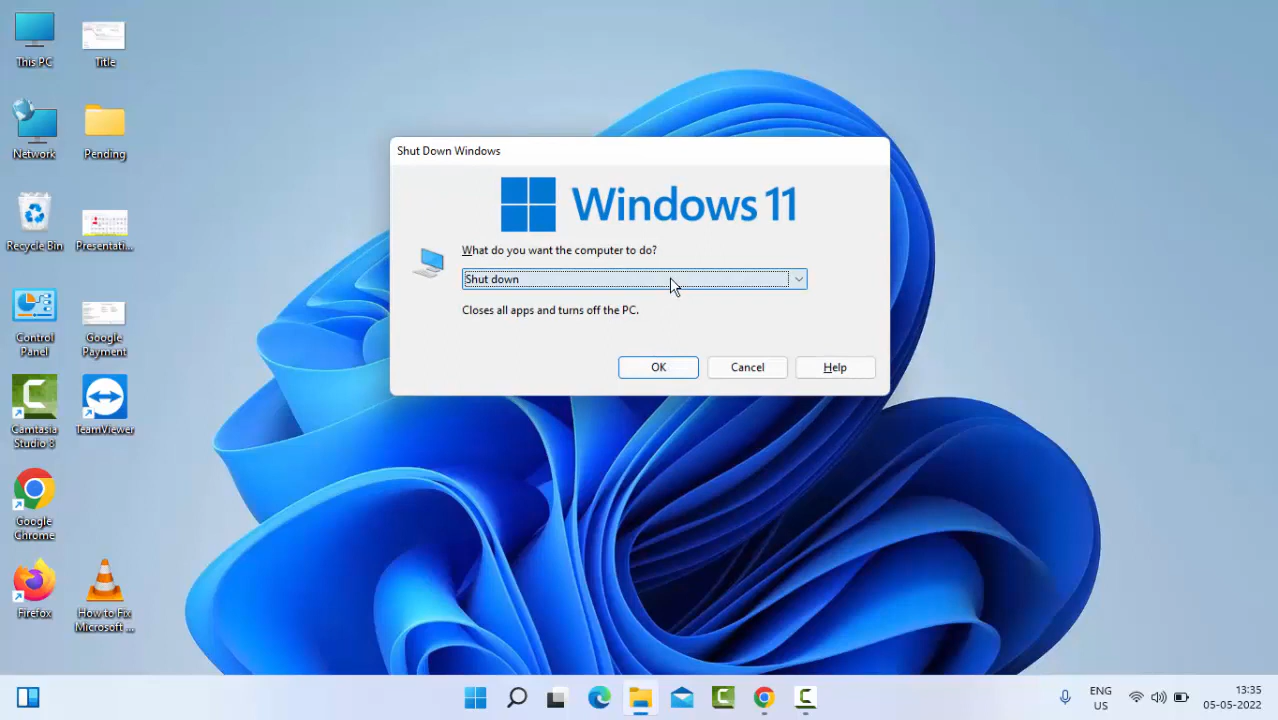 This PC
Title
Network
Pending
Recycle Bin
Presentati...
Control
Panel
Google
Payment
Camtasia
Studio 8
TeamViewer
Google
Chrome
Firefox
How to Fix
Microsoft ...
Shut Down Windows
Windows 11
What do you want the computer to do?
Shut down
Closes all apps and turns off the PC.
OK
Cancel
Help
ENG
US
13:35
05-05-2022